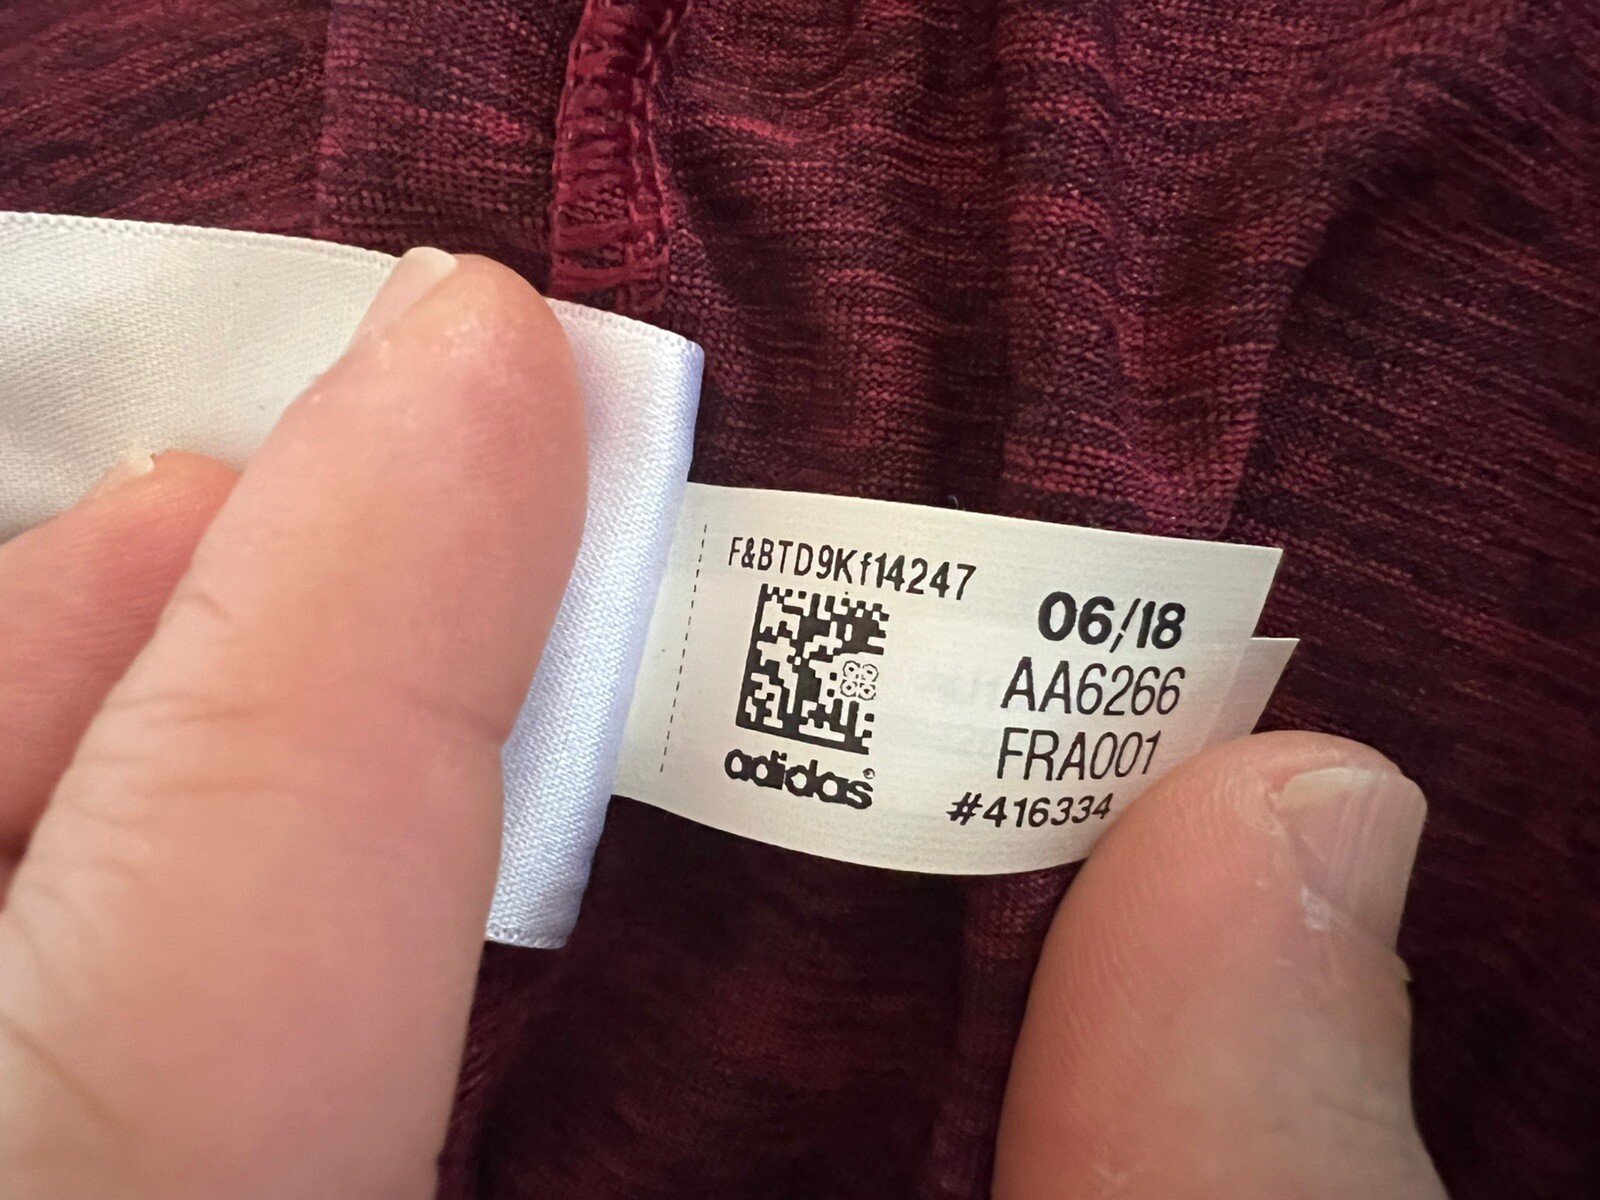 F&BTD9Kf14247
06/18
AA6266
FRA001
#416334
adidas®